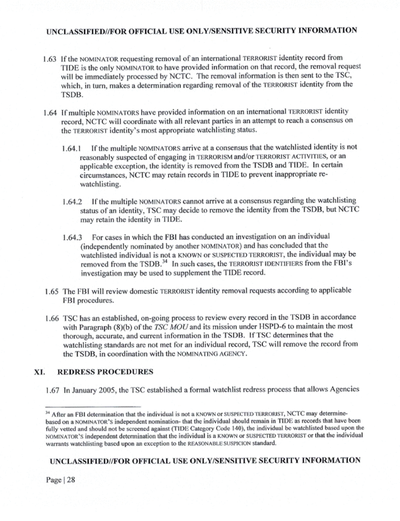 UNCLASSIFIED//FOR OFFICIAL USE ONLY/SENSITIVE SECURITY INFORMATION
1.63 If the NOMINATOR requesting removal of an international TERRORIST identity record from
TIDE is the only NOMINATOR to have provided information on that record, the removal request
will be immediately processed by NCTC. The removal information is then sent to the TSC,
which, in turn, makes a determination regarding removal of the TERRORIST identity from the
TSDB.
1.64 If multiple NOMINATORS have provided information on an international TERRORIST identity
record, NCTC will coordinate with all relevant parties in an attempt to reach a consensus on
the TERRORIST identity's most appropriate watchlisting status.
1.64.1 If the multiple NOMINATORS arrive at a consensus that the watchlisted identity is not
reasonably suspected of engaging in TERRORISM and/or TERRORIST ACTIVITIES, or an
applicable exception, the identity is removed from the TSDB and TIDE. In certain
circumstances, NCTC may retain records in TIDE to prevent inappropriate re-
watchlisting.
1.64.2 If the multiple NOMINATORS cannot arrive at a consensus regarding the watchlisting
status of an identity, TSC may decide to remove the identity from the TSDB, but NCTC
may retain the identity in TIDE.
1.64.3 For cases in which the FBI has conducted an investigation on an individual
(independently nominated by another NOMINATOR) and has concluded that the
watchlisted individual is not a KNOWN or SUSPECTED TERRORIST, the individual may be
removed from the TSDB.34 In such cases, the TERRORIST IDENTIFIERS from the FBI's
investigation may be used to supplement the TIDE record.
1.65 The FBI will review domestic TERRORIST identity removal requests according to applicable
FBI procedures.
1.66 TSC has an established, on-going process to review every record in the TSDB in accordance
with Paragraph (8)(b) of the TSC MOU and its mission under HSPD-6 to maintain the most
thorough, accurate, and current information in the TSDB. If TSC determines that the
watchlisting standards are not met for an individual record, TSC will remove the record
from the TSDB, in coordination with the NOMINATING AGENCY.
XI. REDRESS PROCEDURES
1.67 In January 2005, the TSC established a formal watchlist redress process that allows Agencies
34 After an FBI determination that the individual is not a KNOWN or SUSPECTED TERRORIST, NCTC may determine-
based on a NOMINATOR'S independent nomination- that the individual should remain in TIDE as records that have been
fully vetted and should not be screened against (TIDE Category Code 140), the individual be watchlisted based upon the
NOMINATOR'S independent determination that the individual is a KNOWN or SUSPECTED TERRORIST or that the individual
warrants watchlisting based upon an exception to the REASONABLE SUSPICION standard.
UNCLASSIFIED//FOR OFFICIAL USE ONLY/SENSITIVE SECURITY INFORMATION
Page | 28